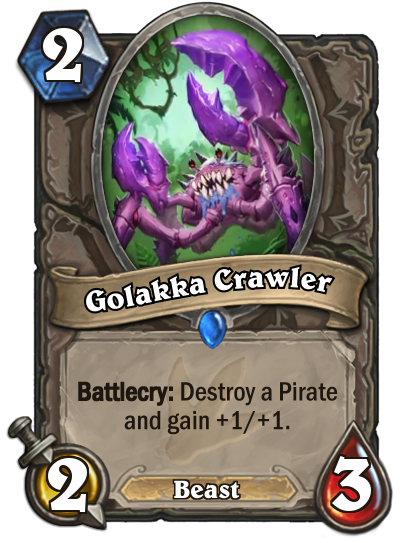 2
Golakka Crawler
Battlecry: Destroy a Pirate
and gain +1/+1.
2
Beast
3